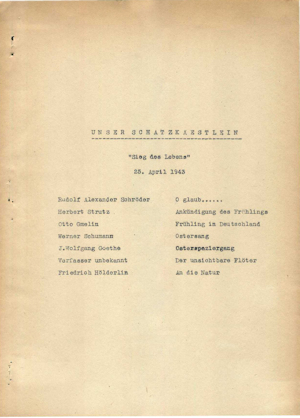 UNSER SCHATZKAESTLEIN
"Sieg des Lebens"
25. April 1943
Rudolf Alexander Schröder O glaub......
Herbert Strutz Ankündigung des Frühlings
Otto Gmelin Frühling in Deutschland
Werner Schumann Ostersang
J.Wolfgang Goethe Osterspaziergang
Verfasser unbekannt Der unsichtbare Flöter
Friedrich Hölderlin An die Natur